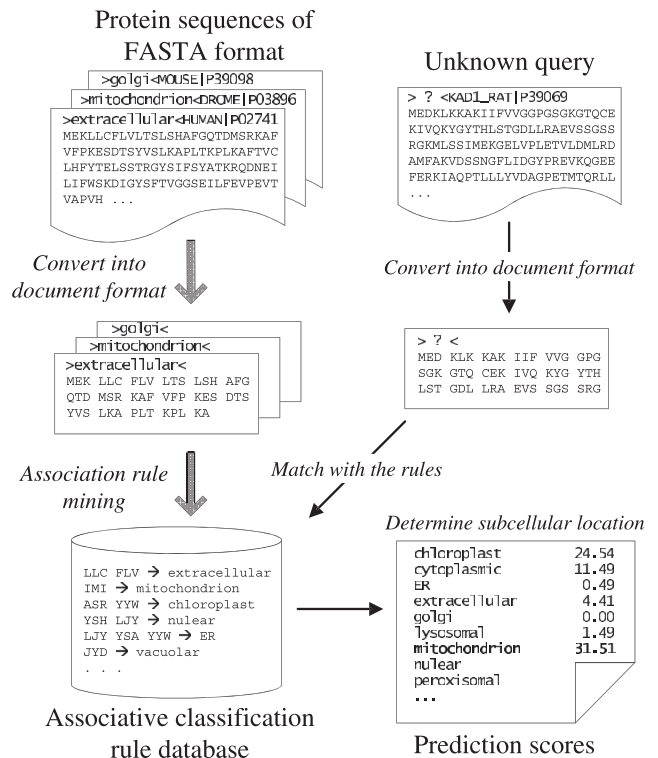 Protein sequences of
FASTA format
>golgi<MOUSE|P39098
>mitochondrion<DROME|P03896
>extracellular<HUMAN|P02741
MEKLLCFLVLTSLSHAFGQTDMSRKAF
VFPKESDTSYVSLKAPLTKPLKAFTVC
LHFYTELSSTRGYSIFSYATKRQDNEI
LIFWSKDIGYSFTVGGSEILFEVPEVT
VAPVH ...
Unknown query
> ? <KAD1_RAT|P39069
MEDKLKKAKIIFVVGGPGSGKGTQCE
KIVQKYGYTHLSTGDLLRAEVSSGSS
RGKMLSSIMEKGELVPLETVLDMLRD
AMFAKVDSSNGFLIDGYPREVKQGEE
FERKIAQPTLLLYVDAGPETMTQRLL
...
Convert into
document format
Convert into document format
>golgi<
>mitochondrion<
>extracellular<
MEK LLC FLV LTS LSH AFG
QTD MSR KAF VFP KES DTS
YVS LKA PLT KPL KA
> ? <
MED KLK KAK IIF VVG GPG
SGK GTQ CEK IVQ KYG YTH
LST GDL LRA EVS SGS SRG
Association rule
mining
Match with the rules
LLC FLV → extracellular
IMI → mitochondrion
ASR YYW → chloroplast
YSH LJY → nulear
LJY YSA YYW → ER
JYD → vacuolar
. . .
Associative classification
rule database
Determine subcellular location
chloroplast 24.54
cytoplasmic 11.49
ER 0.49
extracellular 4.41
golgi 0.00
lysosomal 1.49
mitochondrion 31.51
nulear
peroxisomal
...
Prediction scores